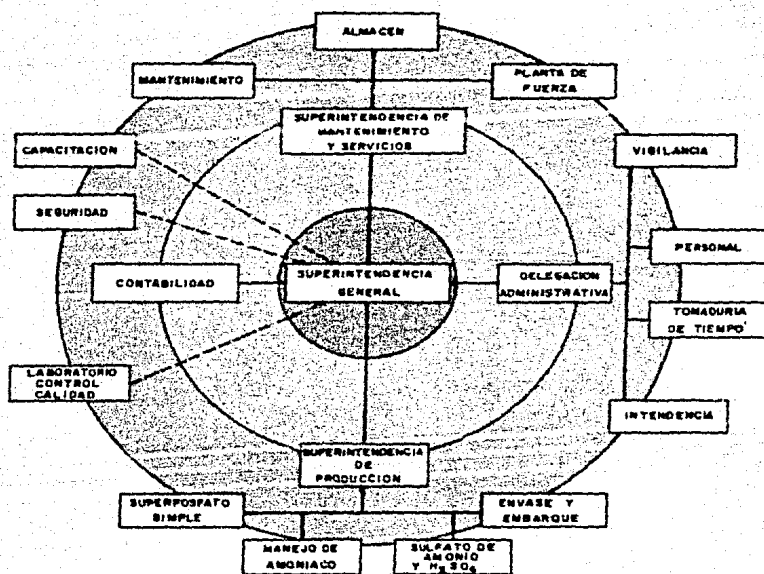 ALMACEN
MANTENIMIENTO
PLANTA DE
FUERZA
SUPERINTENDENCIA
DE
MANTENIMIENTO
Y SERVICIOS
CAPACITACION
VIGILANCIA
SEGURIDAD
PERSONAL
CONTABILIDAD
SUPERINTENDENCIA
GENERAL
DELEGACION
ADMINISTRATIVA
TOMADURIA
DE TIEMPO
LABORATORIO
CONTROL
CALIDAD
INTENDENCIA
SUPERINTENDENCIA
DE
PRODUCCION
SUPERFOSFATO
SIMPLE
ENVASE Y
EMBARQUE
MANEJO DE
AMONIACO
SULFATO DE
AMONIO
Y H₂SO₄